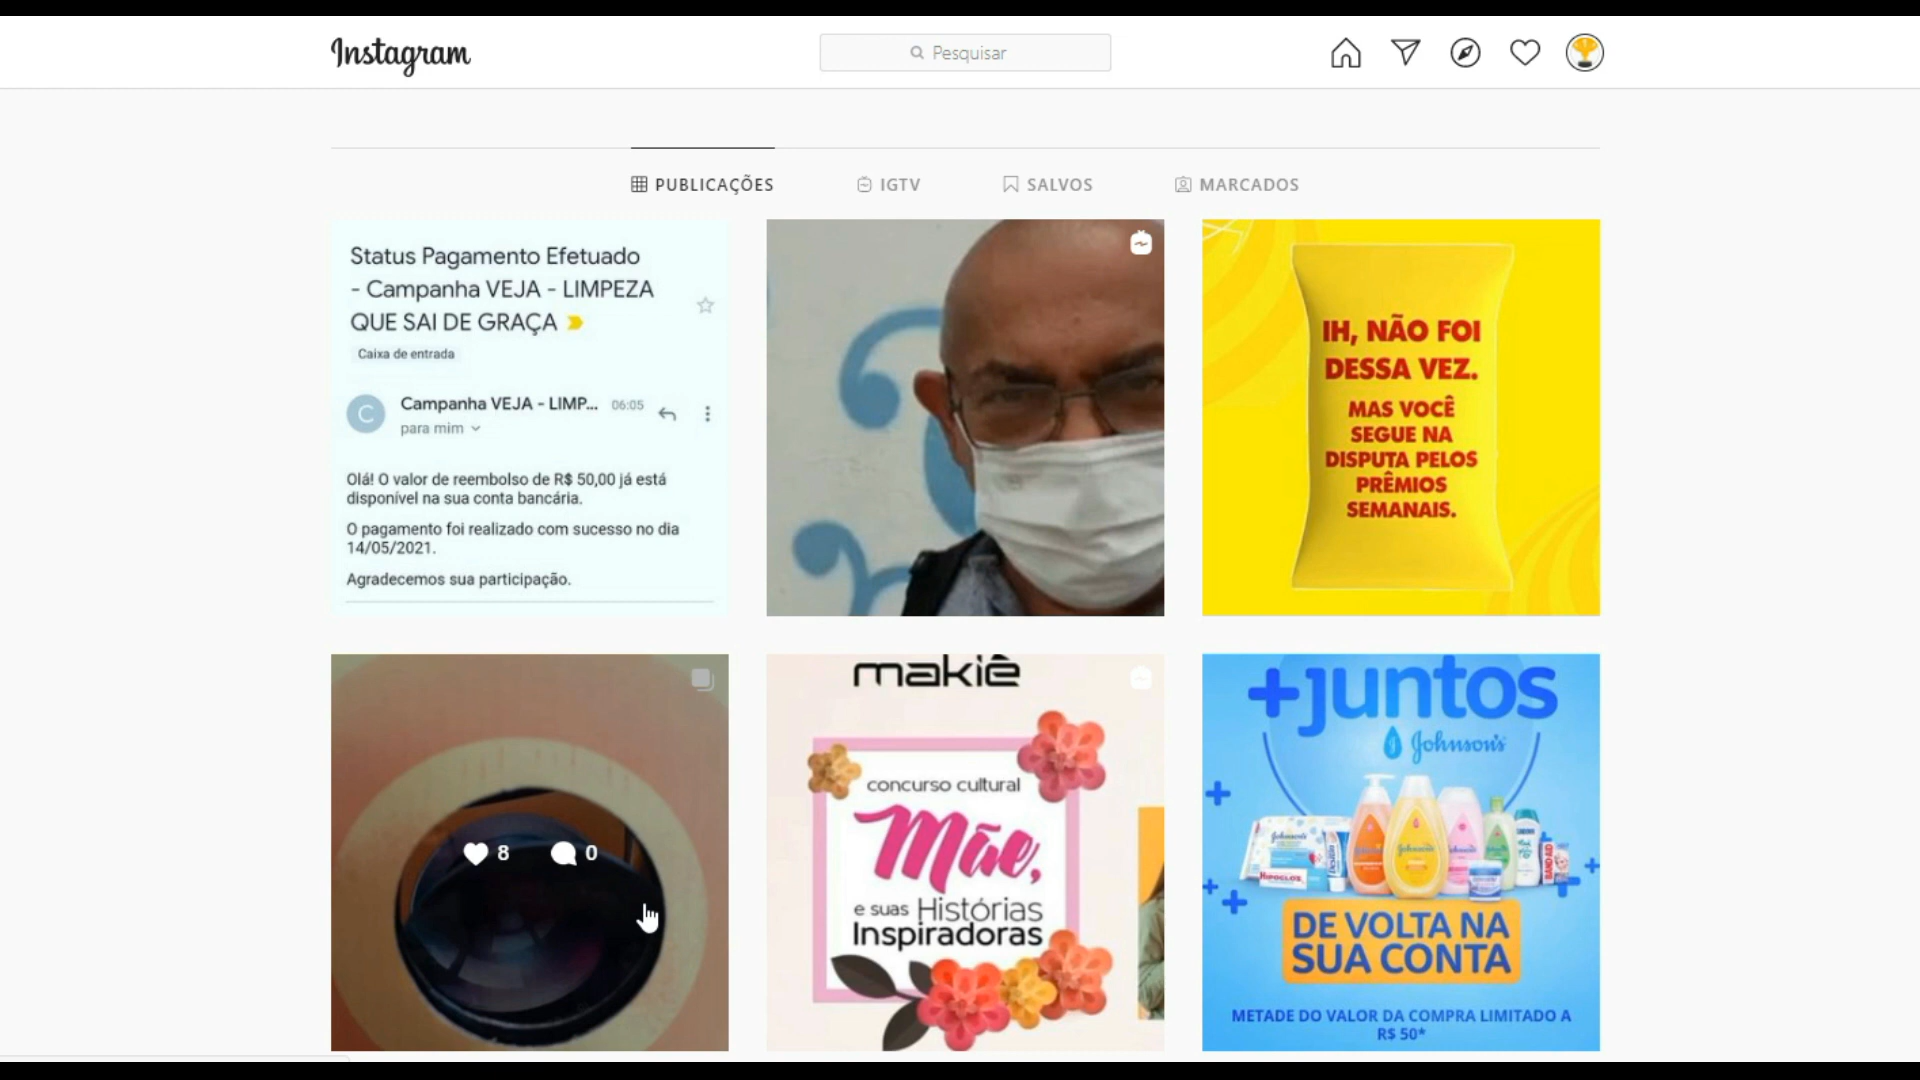 Instagram
Pesquisar
PUBLICAÇÕES
IGTV
SALVOS
MARCADOS
Status Pagamento Efetuado
- Campanha VEJA - LIMPEZA
QUE SAI DE GRAÇA
Caixa de entrada
C
Campanha VEJA - LIMP... 06:05
para mim
Olá! O valor de reembolso de R$ 50,00 já está
disponível na sua conta bancária.
O pagamento foi realizado com sucesso no dia
14/05/2021.
Agradecemos sua participação.
IH, NÃO FOI
DESSA VEZ.
MAS VOCÊ
SEGUE NA
DISPUTA PELOS
PRÊMIOS
SEMANAIS.
8 0
makiê
concurso cultural
Mãe,
e suas Histórias
Inspiradoras
+juntos
Johnson's
HIPOGLOS
DE VOLTA NA
SUA CONTA
METADE DO VALOR DA COMPRA LIMITADO A
R$ 50*